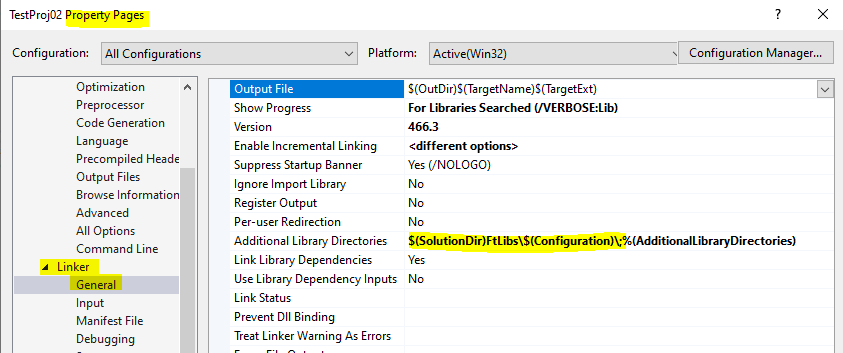 TestProj02 Property Pages ? ×
Configuration: All Configurations Platform: Active(Win32) Configuration Manager...
Optimization
Preprocessor
Code Generation
Language
Precompiled Heade
Output Files
Browse Information
Advanced
All Options
Command Line
Linker
General
Input
Manifest File
Debugging
Output File $(OutDir)$(TargetName)$(TargetExt)
Show Progress For Libraries Searched (/VERBOSE:Lib)
Version 466.3
Enable Incremental Linking <different options>
Suppress Startup Banner Yes (/NOLOGO)
Ignore Import Library No
Register Output No
Per-user Redirection No
Additional Library Directories $(SolutionDir)FtLibs\$(Configuration)\;%(AdditionalLibraryDirectories)
Link Library Dependencies Yes
Use Library Dependency Inputs No
Link Status
Prevent Dll Binding
Treat Linker Warning As Errors